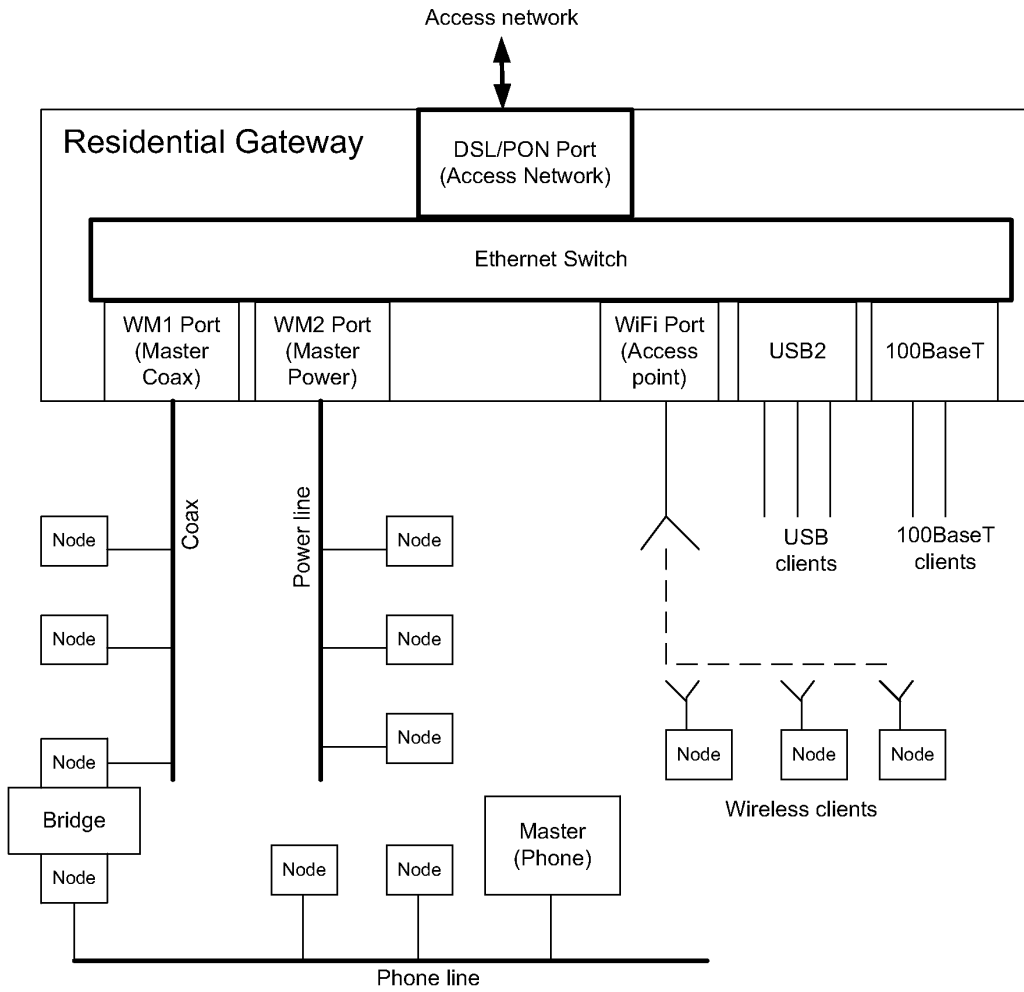 Access network
Residential Gateway
DSL/PON Port
(Access Network)
Ethernet Switch
WM1 Port
(Master
Coax)
WM2 Port
(Master
Power)
WiFi Port
(Access
point)
USB2
100BaseT
Coax
Power line
USB
clients
100BaseT
clients
Node
Node
Node
Node
Node
Node
Bridge
Node
Node
Node
Master
(Phone)
Node
Node
Node
Wireless clients
Phone line